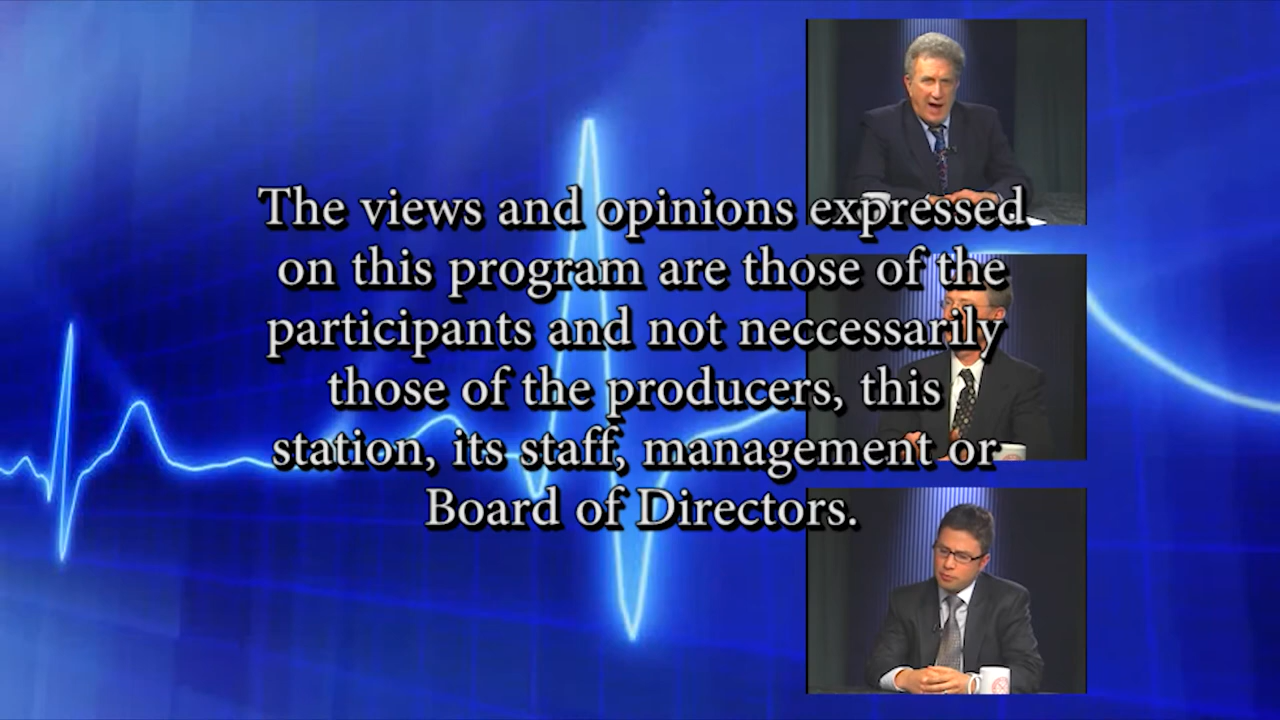 The views and opinions expressed
on this program are those of the
participants and not neccessarily
those of the producers, this
station, its staff, management or
Board of Directors.